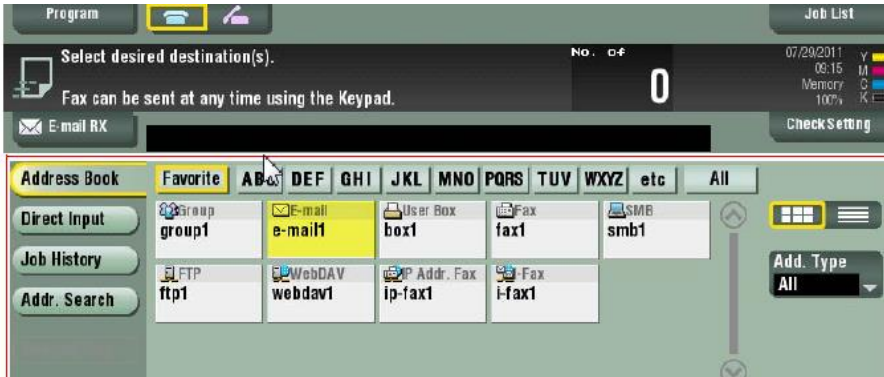 Program
Job List
Select desired destination(s).
No. of
07/29/2011
Y
09:15
M
Fax can be sent at any time using the Keypad.
0
Memory
C
100%
K
E-mail RX
Check Setting
Address Book
Favorite
ABC
DEF
GHI
JKL
MNO
PQRS
TUV
WXYZ
etc
All
Direct Input
Group
group1
E-mail
e-mail1
User Box
box1
Fax
fax1
SMB
smb1
Job History
Add. Type
All
Addr. Search
FTP
ftp1
WebDAV
webdav1
IP Addr. Fax
ip-fax1
I-Fax
i-fax1